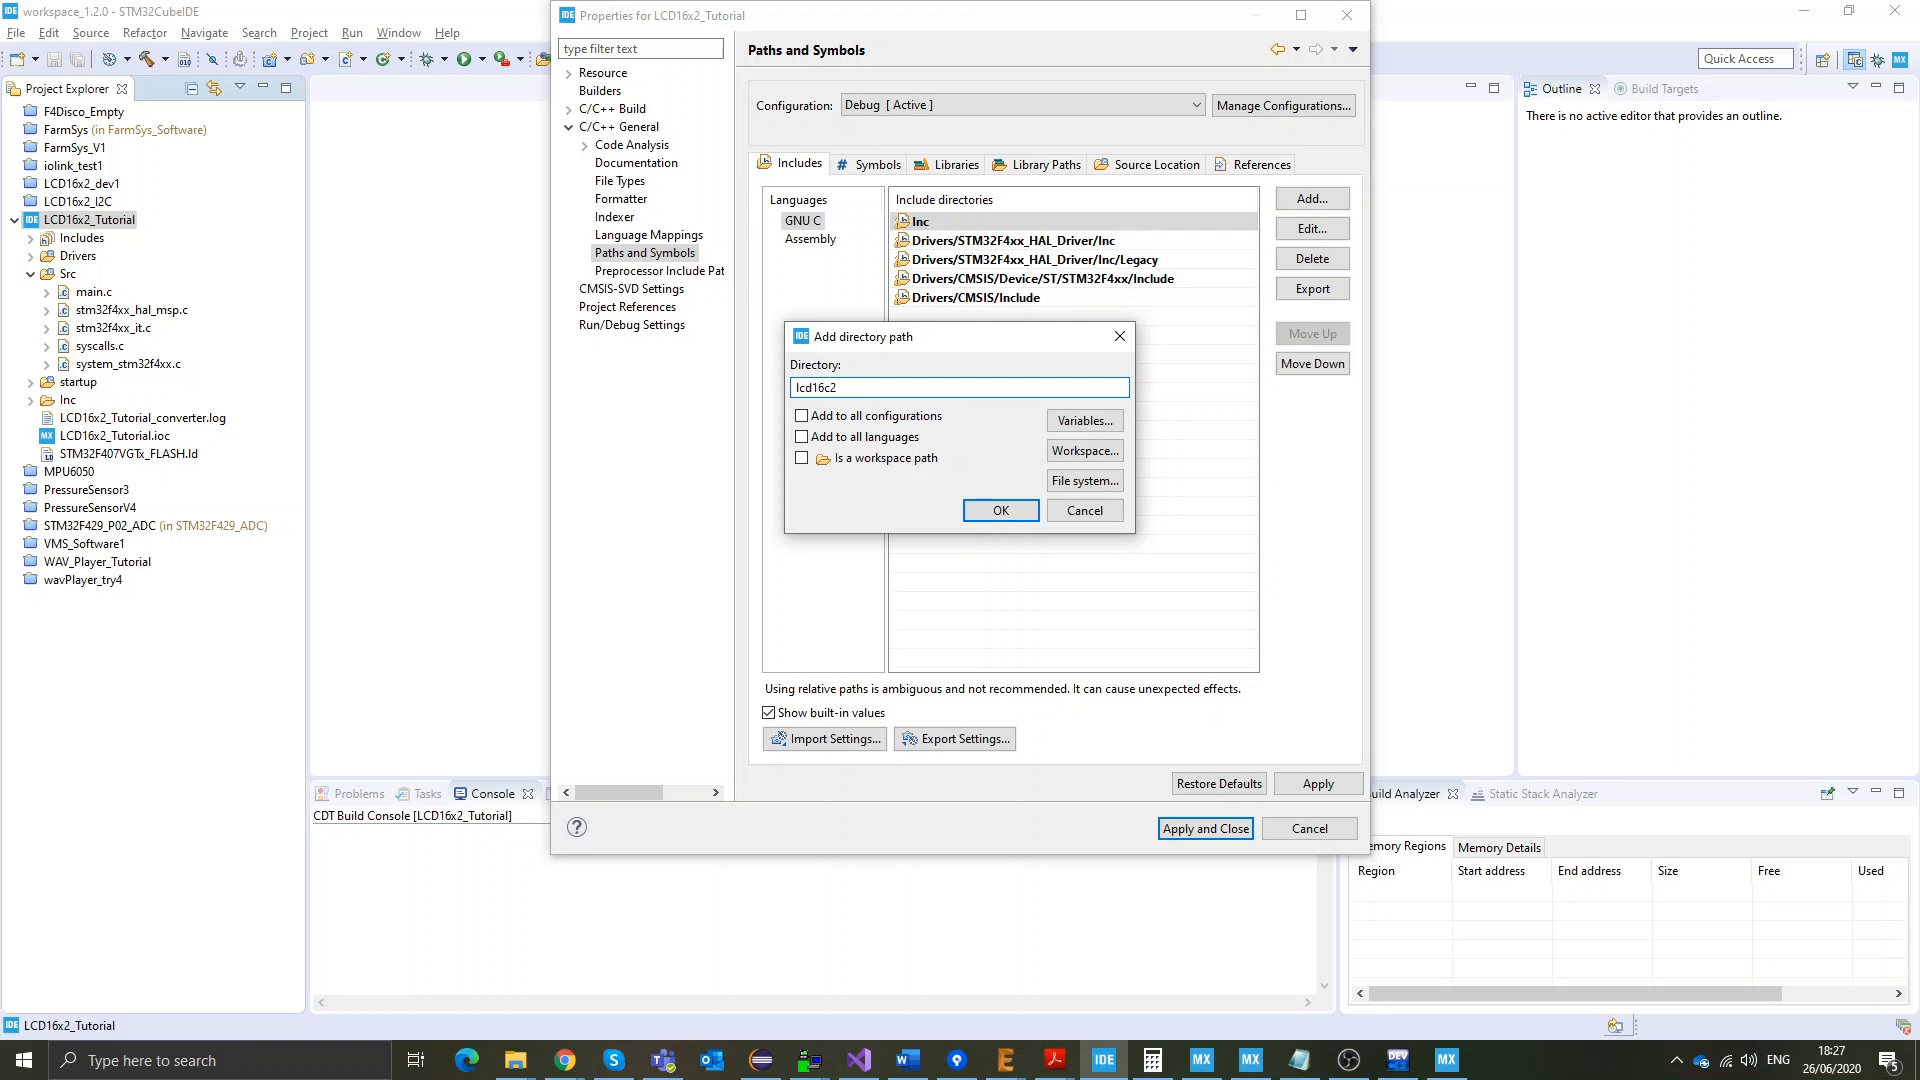 workspace_1.2.0 - STM32CubeIDE
File Edit Source Refactor Navigate Search Project Run Window Help
Quick Access
Project Explorer
F4Disco_Empty
FarmSys (in FarmSys_Software)
FarmSys_V1
iolink_test1
LCD16x2_dev1
LCD16x2_I2C
LCD16x2_Tutorial
Includes
Drivers
Src
main.c
stm32f4xx_hal_msp.c
stm32f4xx_it.c
syscalls.c
system_stm32f4xx.c
startup
Inc
LCD16x2_Tutorial_converter.log
LCD16x2_Tutorial.ioc
STM32F407VGTx_FLASH.ld
MPU6050
PressureSensor3
PressureSensorV4
STM32F429_P02_ADC (in STM32F429_ADC)
VMS_Software1
WAV_Player_Tutorial
wavPlayer_try4
Properties for LCD16x2_Tutorial
type filter text
Resource
Builders
C/C++ Build
C/C++ General
Code Analysis
Documentation
File Types
Formatter
Indexer
Language Mappings
Paths and Symbols
Preprocessor Include Pat
CMSIS-SVD Settings
Project References
Run/Debug Settings
Paths and Symbols
Configuration: Debug [ Active ] Manage Configurations...
Includes # Symbols Libraries Library Paths Source Location References
Languages
GNU C
Assembly
Include directories
Inc
Drivers/STM32F4xx_HAL_Driver/Inc
Drivers/STM32F4xx_HAL_Driver/Inc/Legacy
Drivers/CMSIS/Device/ST/STM32F4xx/Include
Drivers/CMSIS/Include
Add...
Edit...
Delete
Export
Move Up
Move Down
IDE Add directory path
Directory:
lcd16c2
Add to all configurations
Add to all languages
Is a workspace path
Variables...
Workspace...
File system...
OK Cancel
Using relative paths is ambiguous and not recommended. It can cause unexpected effects.
Show built-in values
Import Settings... Export Settings...
Restore Defaults Apply
Apply and Close Cancel
Outline Build Targets
There is no active editor that provides an outline.
Problems Tasks Console
CDT Build Console [LCD16x2_Tutorial]
uild Analyzer Static Stack Analyzer
emory Regions Memory Details
Region Start address End address Size Free Used
IDE LCD16x2_Tutorial
Type here to search
IDE MX MX DEV MX
ENG 18:27
26/06/2020
5